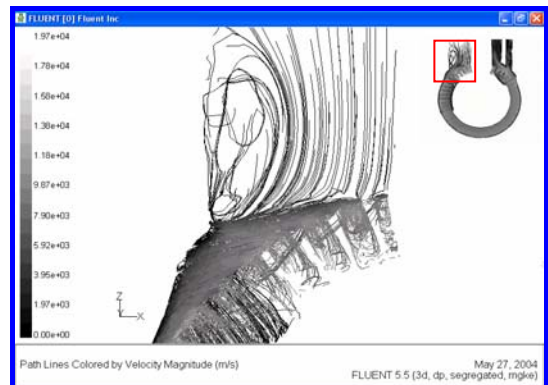 FLUENT [0] Fluent Inc
1.97e+04
1.78e+04
1.58e+04
1.38e+04
1.18e+04
9.87e+03
7.90e+03
5.92e+03
3.95e+03
1.97e+03
0.00e+00
Z
Y
X
Path Lines Colored by Velocity Magnitude (m/s)
May 27, 2004
FLUENT 5.5 (3d, dp, segregated, mgke)